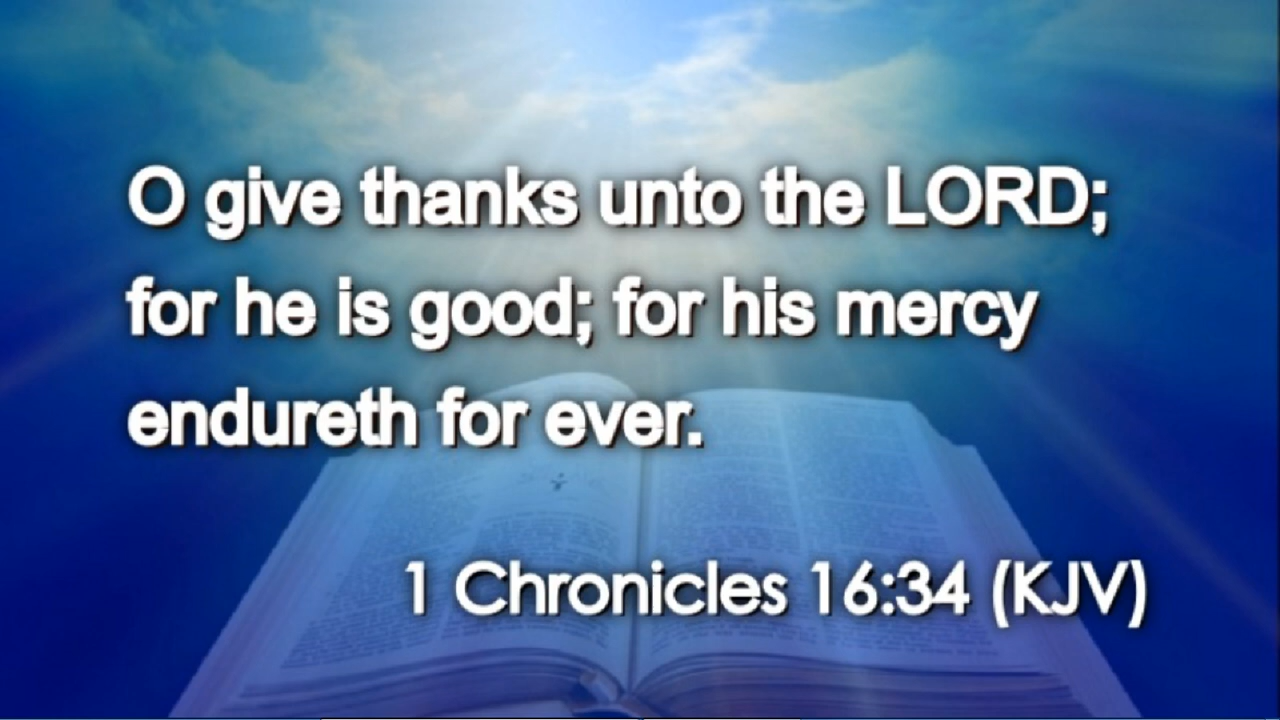 O give thanks unto the LORD;
for he is good; for his mercy
endureth for ever.
1 Chronicles 16:34 (KJV)